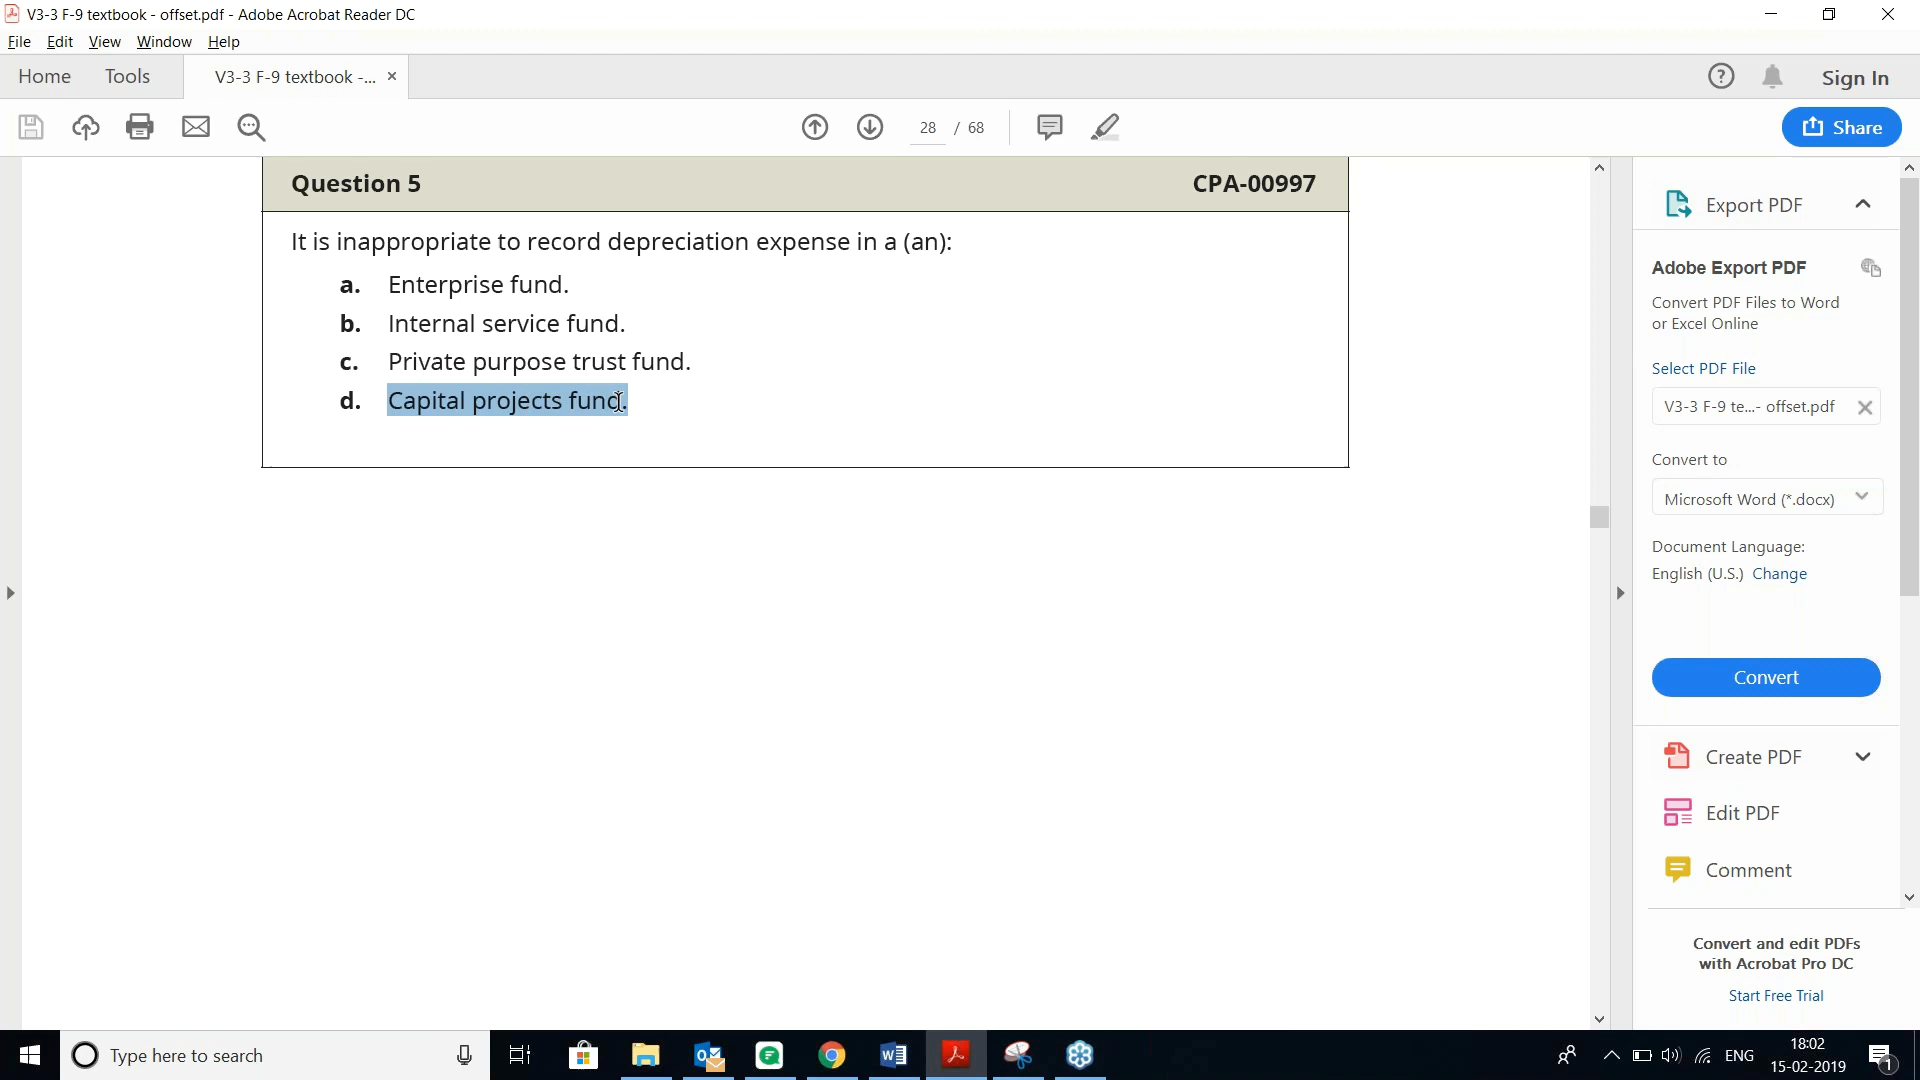 V3-3 F-9 textbook - offset.pdf - Adobe Acrobat Reader DC
File Edit View Window Help
Home Tools V3-3 F-9 textbook -... × Sign In
28 / 68 Share
Question 5 CPA-00997
It is inappropriate to record depreciation expense in a (an):
a. Enterprise fund.
b. Internal service fund.
c. Private purpose trust fund.
d. Capital projects fund.
Export PDF
Adobe Export PDF
Convert PDF Files to Word
or Excel Online
Select PDF File
V3-3 F-9 te...- offset.pdf
Convert to
Microsoft Word (*.docx)
Document Language:
English (U.S.) Change
Convert
Create PDF
Edit PDF
Comment
Convert and edit PDFs
with Acrobat Pro DC
Start Free Trial
Type here to search
ENG
18:02
15-02-2019
1